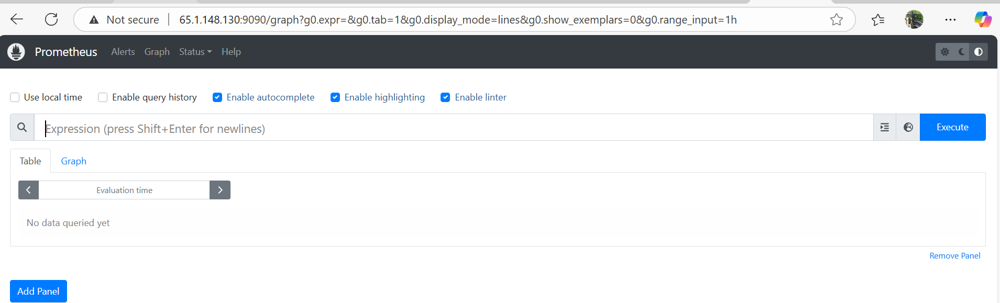 Not secure 65.1.148.130:9090/graph?g0.expr=&g0.tab=1&g0.display_mode=lines&g0.show_exemplars=0&g0.range_input=1h
Prometheus Alerts Graph Status Help
Use local time Enable query history Enable autocomplete Enable highlighting Enable linter
Expression (press Shift+Enter for newlines) Execute
Table Graph
Evaluation time
No data queried yet
Remove Panel
Add Panel